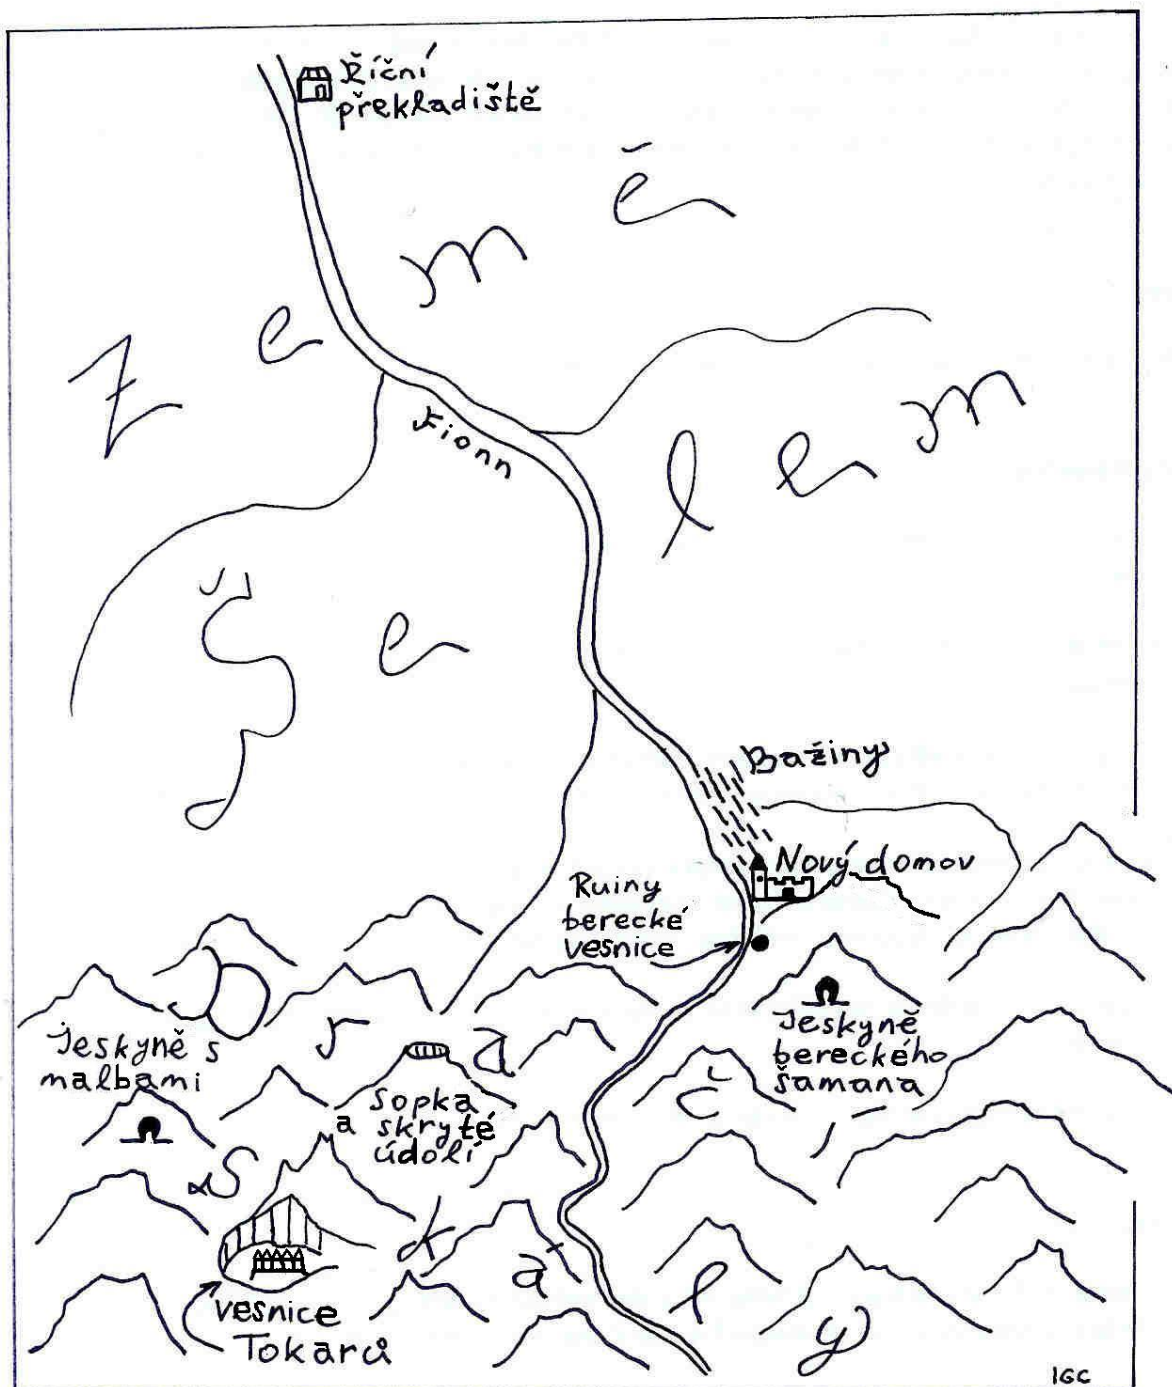 Říční
překladiště
Země
Fionn
Šelem
Bažiny
Nový domov
Ruiny
berecké
vesnice
Dračí
Jeskyně s
malbami
Jeskyně
bereckého
šamana
Sopka
a skryté
údolí
Skály
Vesnice
Tokarů
IGC